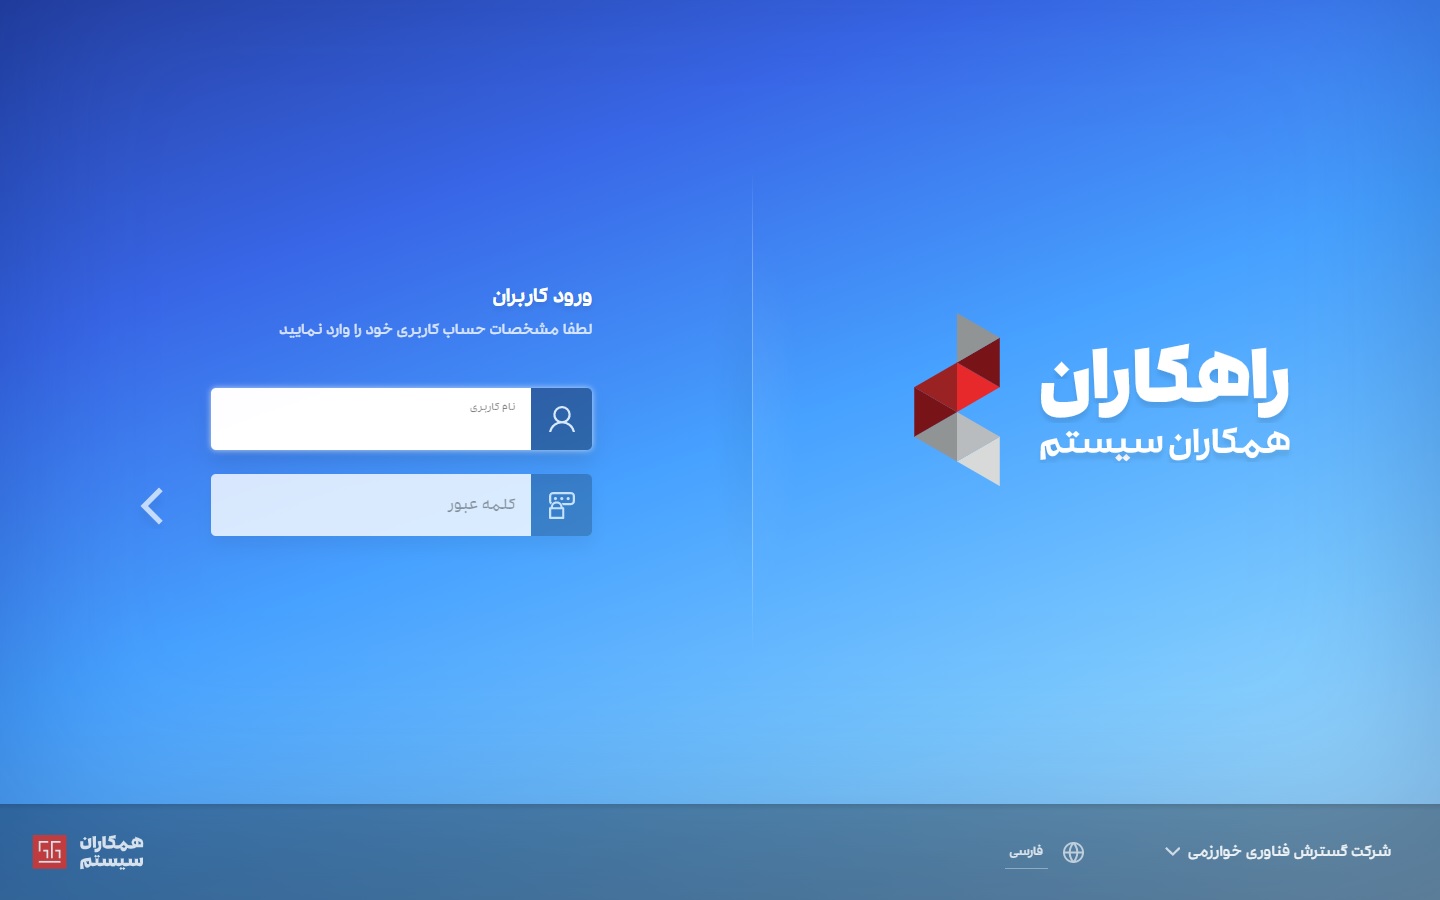 راهکاران
همکاران سیستم
ورود کاربران
لطفا مشخصات حساب کاربری خود را وارد نمایید
نام کاربری
کلمه عبور
شرکت گسترش فناوری خوارزمی
فارسی
همکاران
سیستم